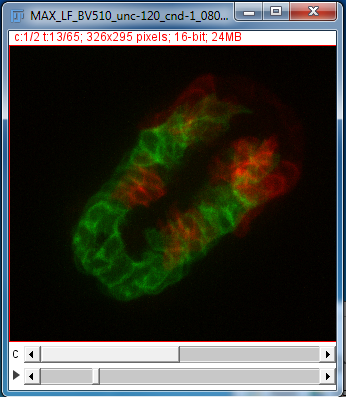 MAX_LF_BV510_unc-120_cnd-1_080...
c:1/2 t:13/65; 326x295 pixels; 16-bit; 24MB
c